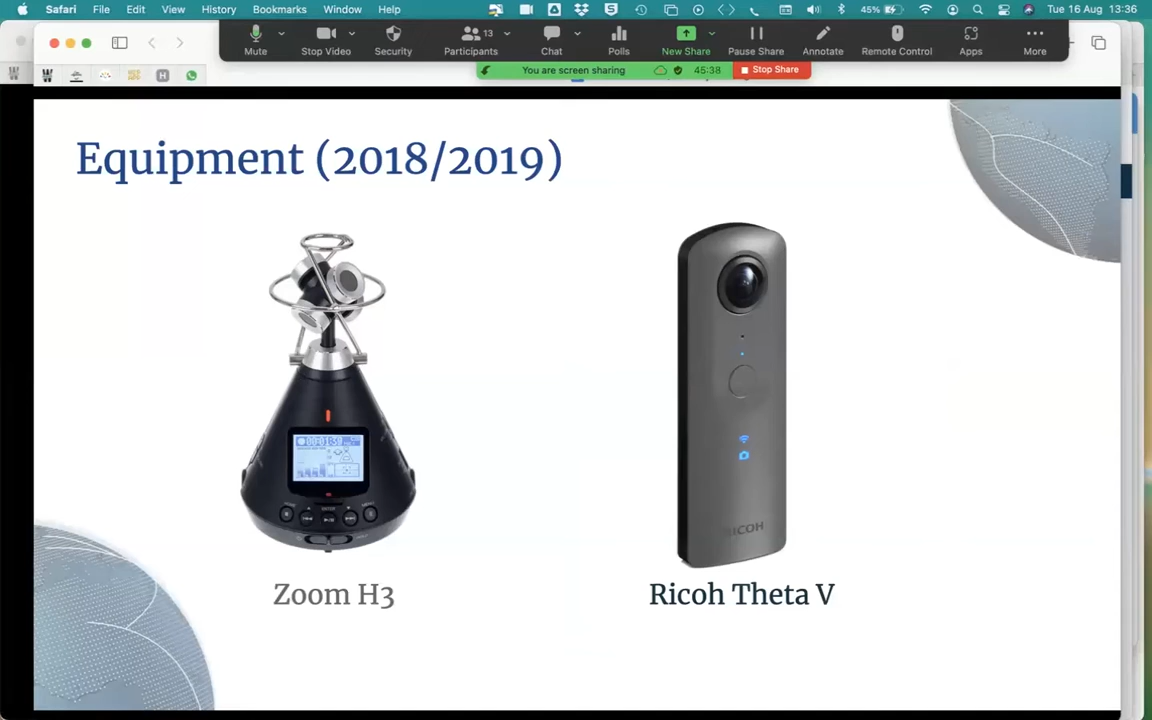 Safari File Edit View History Bookmarks Window Help 45% Tue 16 Aug 13:36
Mute Stop Video Security Participants 13 Chat Polls New Share Pause Share Annotate Remote Control Apps More
You are screen sharing 45:38 Stop Share
Equipment (2018/2019)
RICOH
Zoom H3
Ricoh Theta V